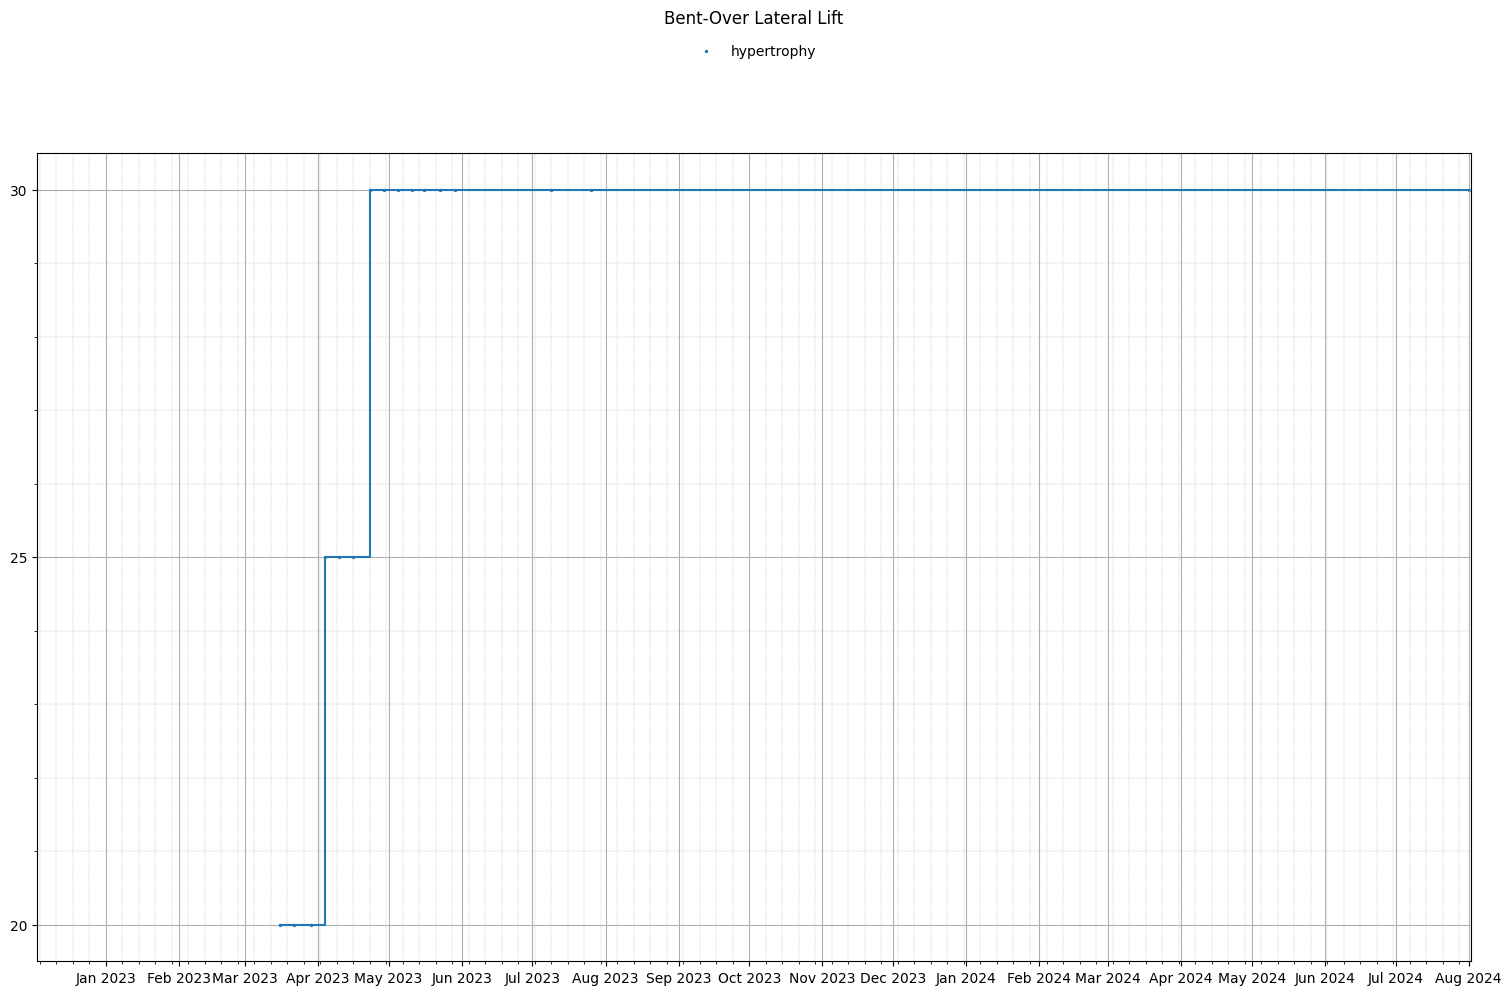 Bent-Over Lateral Lift
hypertrophy
30
25
20
Jan 2023 Feb 2023 Mar 2023 Apr 2023 May 2023 Jun 2023 Jul 2023 Aug 2023 Sep 2023 Oct 2023 Nov 2023 Dec 2023 Jan 2024 Feb 2024 Mar 2024 Apr 2024 May 2024 Jun 2024 Jul 2024 Aug 2024